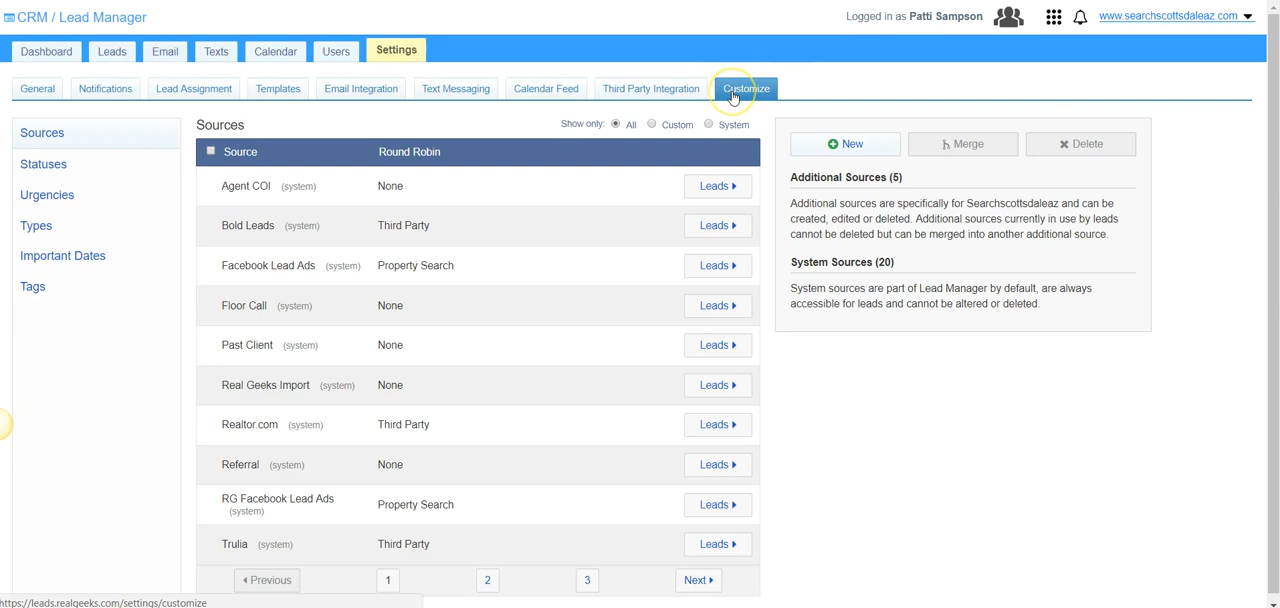 CRM / Lead Manager
Logged in as Patti Sampson
www.searchscottsdaleaz.com
Dashboard
Leads
Email
Texts
Calendar
Users
Settings
General
Notifications
Lead Assignment
Templates
Email Integration
Text Messaging
Calendar Feed
Third Party Integration
Customize
Sources
Statuses
Urgencies
Types
Important Dates
Tags
Sources
Show only: All Custom System
Source Round Robin
Agent COI (system) None Leads
Bold Leads (system) Third Party Leads
Facebook Lead Ads (system) Property Search Leads
Floor Call (system) None Leads
Past Client (system) None Leads
Real Geeks Import (system) None Leads
Realtor.com (system) Third Party Leads
Referral (system) None Leads
RG Facebook Lead Ads Property Search Leads
(system)
Trulia (system) Third Party Leads
Previous 1 2 3 Next
New Merge Delete
Additional Sources (5)
Additional sources are specifically for Searchscottsdaleaz and can be
created, edited or deleted. Additional sources currently in use by leads
cannot be deleted but can be merged into another additional source.
System Sources (20)
System sources are part of Lead Manager by default, are always
accessible for leads and cannot be altered or deleted.
https://leads.realgeeks.com/settings/customize